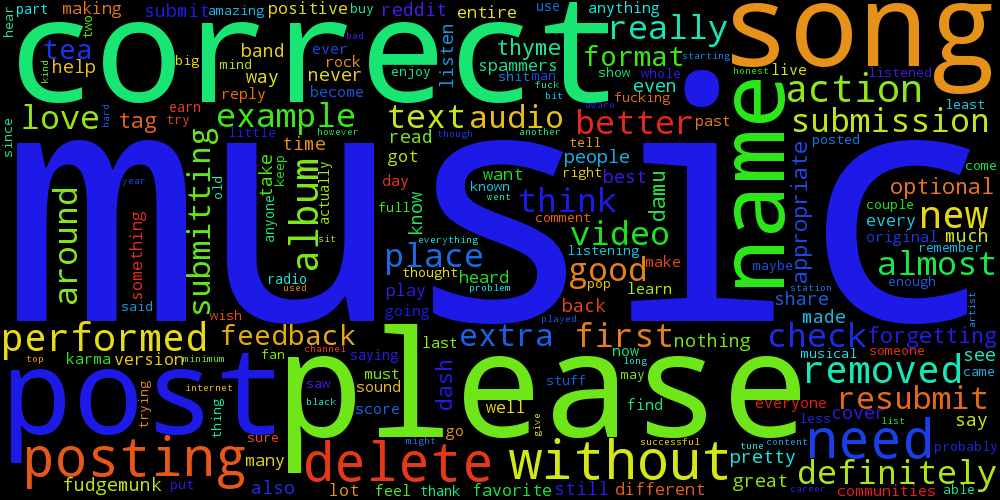 correct
song
music
please
post
name
part
making
submit
amazing
positive
buy
reddit
entire
use
anything
really
hear
two
tea
kind
help
big
mind
way
band
ever
bad
rock
never
enjoy
listen
thyme
spammers
format
starting
show
whole
even
honest
live
listened
action
least
submission
posted
become
reply
shit
man
fuck
bit
fucking
past
aware
better
since
love
hard
tag
earn
try
example
little
however
text
audio
though
another
time
read
got
tell
people
right
best
submitting
old
anyone
take
keep
album
actually
want
known
went
think
damu
appropriate
come
optional
couple
every
new
original
much
remember
almost
year
around
something
said
day
full
know
comment
everything
listening
video
place
thought
heard
problem
good
pop
make
learn
maybe
enough
station
share
artist
sit
radio
used
play
going
back
played
made
wish
performed
feedback
extra
first
nothing
check
forgetting
top
karma
version
minimum
fan
channel
saying
last
now
long
may
musical
someone
see
came
removed
internet
trying
thing
saw
black
must
sound
score
dash
stuff
find
everyone
less
cover
list
resubmit
say
sure
go
well
give
might
successful
tune
content
need
probably
posting
many
delete
without
pretty
great
definitely
fudgemunk
put
also
lot
feel
thank
favorite
still
different
career
communities
able